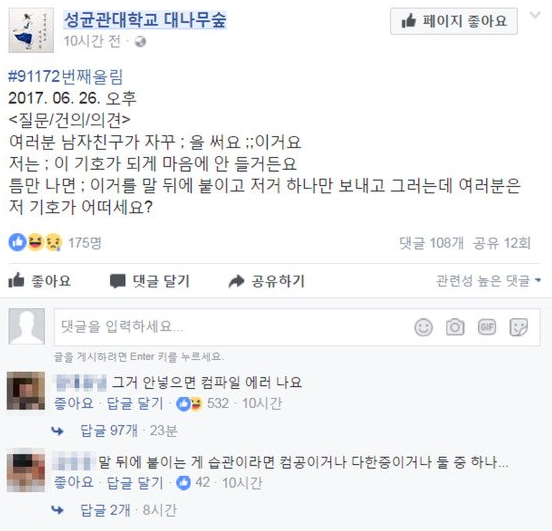 성균관대학교 대나무숲
페이지 좋아요
10시간 전 ·
#91172번째울림
2017. 06. 26. 오후
<질문/건의/의견>
여러분 남자친구가 자꾸 ; 을 써요 ;;이거요
저는 ; 이 기호가 되게 마음에 안 들거든요
틈만 나면 ; 이거를 말 뒤에 붙이고 저거 하나만 보내고 그러는데 여러분은
저 기호가 어떠세요?
175명
댓글 108개 공유 12회
좋아요 댓글 달기 공유하기 관련성 높은 댓글
댓글을 입력하세요...
GIF
글을 게시하려면 Enter 키를 누르세요.
그거 안넣으면 컴파일 에러 나요
좋아요 · 답글 달기 · 532 · 10시간
답글 97개 · 23분
말 뒤에 붙이는 게 습관이라면 컴공이거나 다한증이거나 둘 중 하나...
좋아요 · 답글 달기 · 42 · 10시간
답글 2개 · 8시간